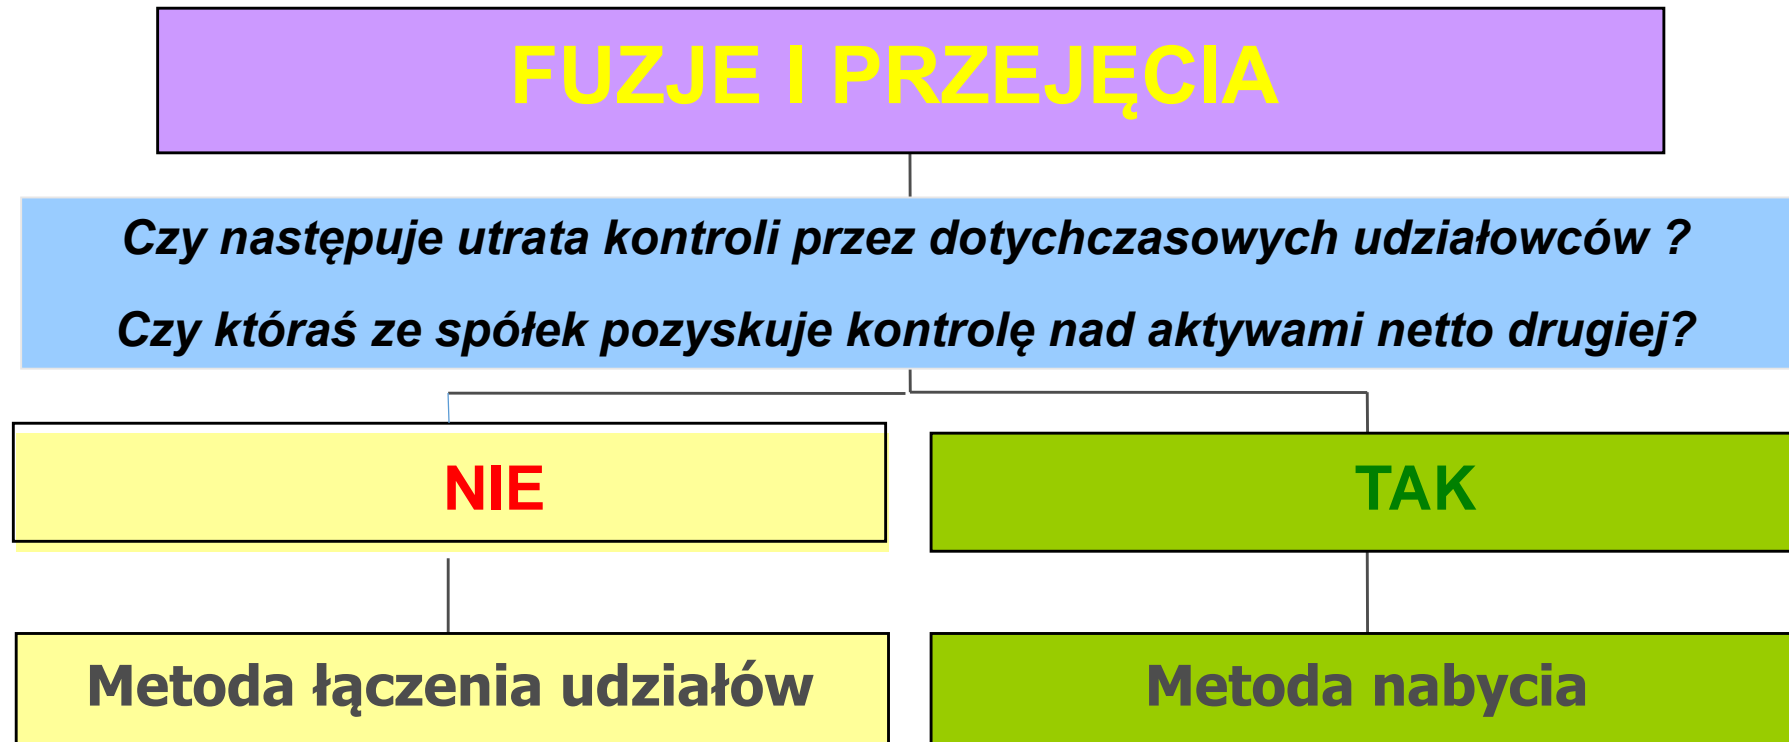 FUZJE I PRZEJĘCIA
Czy następuje utrata kontroli przez dotychczasowych udziałowców ?
Czy któraś ze spółek pozyskuje kontrolę nad aktywami netto drugiej?
NIE
TAK
Metoda łączenia udziałów
Metoda nabycia